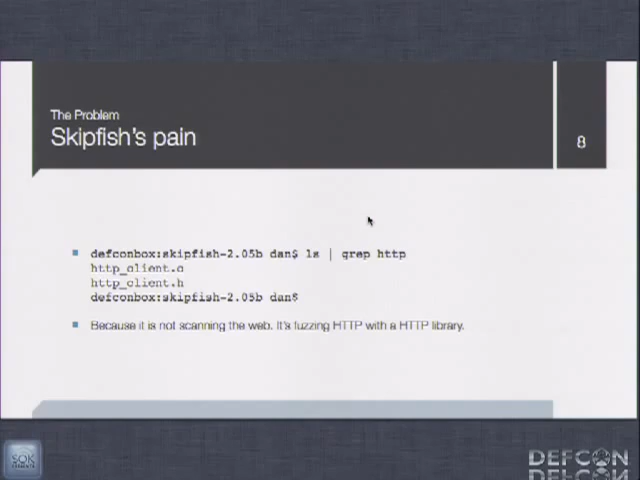 The Problem
Skipfish's pain
8
defconbox:skipfish-2.05b dan$ ls | grep http
http_client.c
http_client.h
defconbox:skipfish-2.05b dan$
Because it is not scanning the web. It's fuzzing HTTP with a HTTP library.
SOK
DEFCON